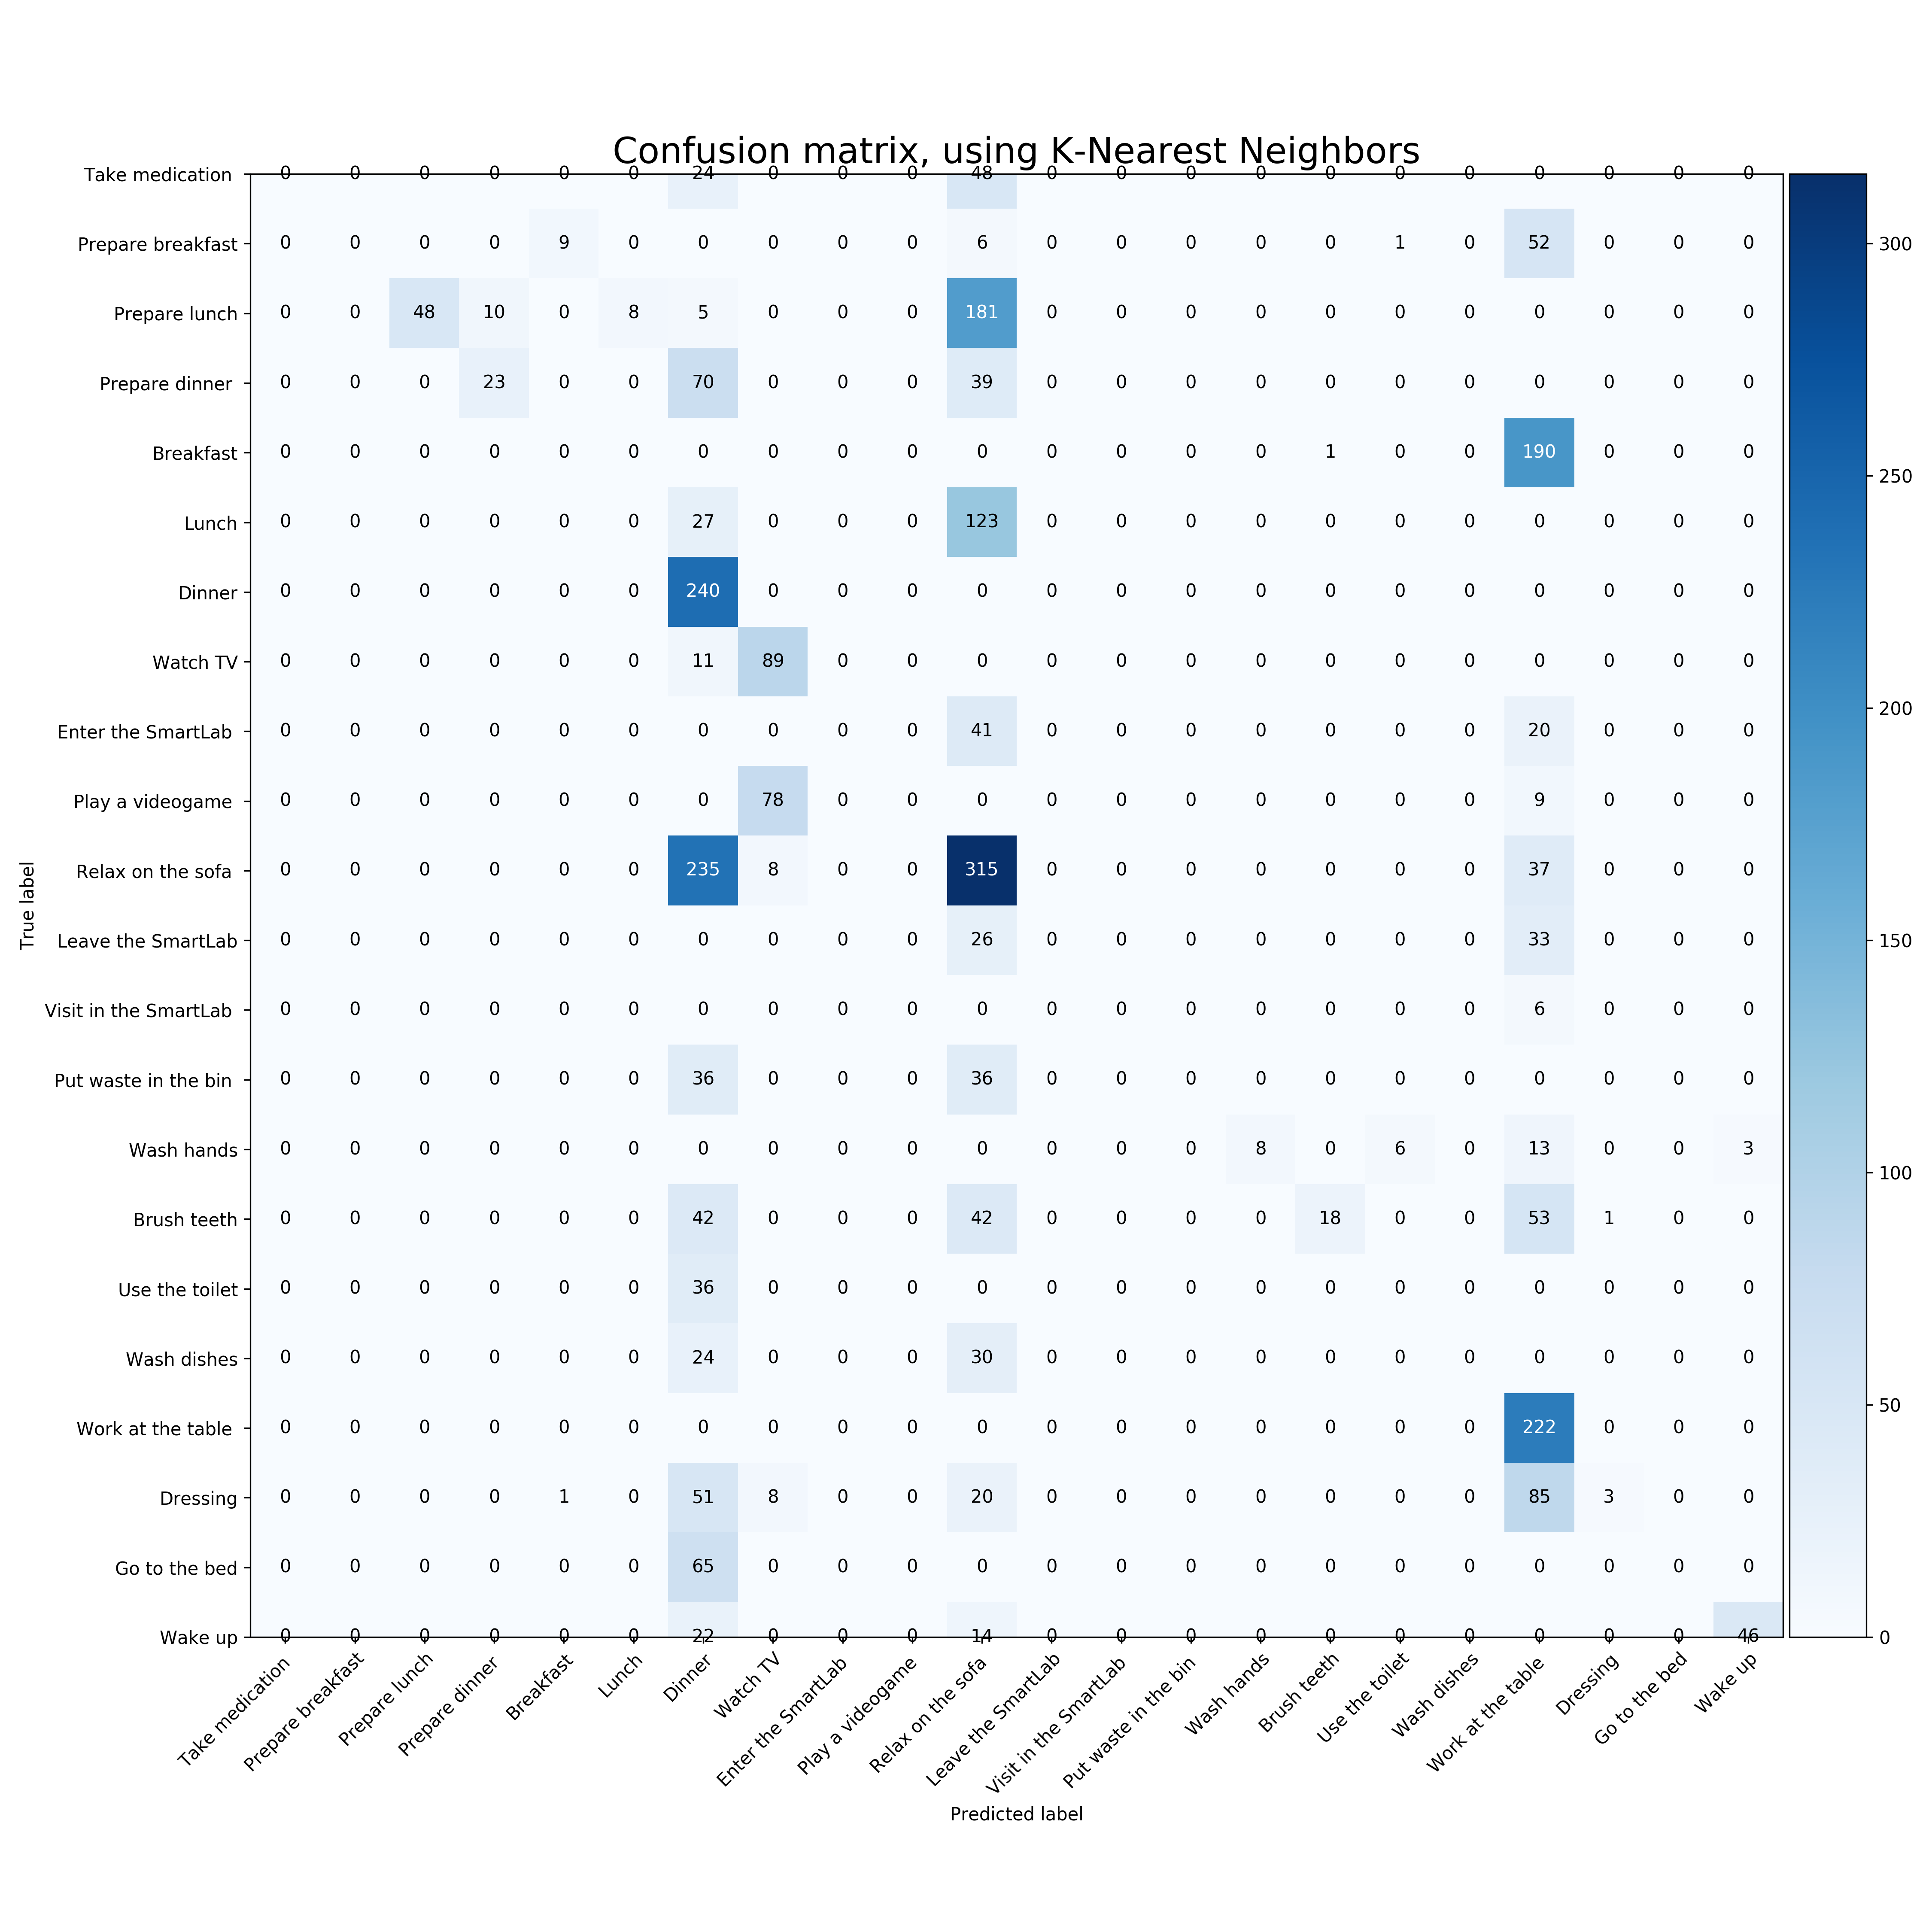 Confusion matrix, using K-Nearest Neighbors
Take medication 0 0 0 0 0 0 24 0 0 0 48 0 0 0 0 0 0 0 0 0 0 0
Prepare breakfast 0 0 0 0 9 0 0 0 0 0 6 0 0 0 0 0 1 0 52 0 0 0
300
Prepare lunch 0 0 48 10 0 8 5 0 0 0 181 0 0 0 0 0 0 0 0 0 0 0
Prepare dinner 0 0 0 23 0 0 70 0 0 0 39 0 0 0 0 0 0 0 0 0 0 0
Breakfast 0 0 0 0 0 0 0 0 0 0 0 0 0 0 0 1 0 0 190 0 0 0
250
Lunch 0 0 0 0 0 0 27 0 0 0 123 0 0 0 0 0 0 0 0 0 0 0
Dinner 0 0 0 0 0 0 240 0 0 0 0 0 0 0 0 0 0 0 0 0 0 0
Watch TV 0 0 0 0 0 0 11 89 0 0 0 0 0 0 0 0 0 0 0 0 0 0
200
Enter the SmartLab 0 0 0 0 0 0 0 0 0 0 41 0 0 0 0 0 0 0 20 0 0 0
Play a videogame 0 0 0 0 0 0 0 78 0 0 0 0 0 0 0 0 0 0 9 0 0 0
Relax on the sofa 0 0 0 0 0 0 235 8 0 0 315 0 0 0 0 0 0 0 37 0 0 0
True label
Leave the SmartLab 0 0 0 0 0 0 0 0 0 0 26 0 0 0 0 0 0 0 33 0 0 0
150
Visit in the SmartLab 0 0 0 0 0 0 0 0 0 0 0 0 0 0 0 0 0 0 6 0 0 0
Put waste in the bin 0 0 0 0 0 0 36 0 0 0 36 0 0 0 0 0 0 0 0 0 0 0
Wash hands 0 0 0 0 0 0 0 0 0 0 0 0 0 0 8 0 6 0 13 0 0 3
100
Brush teeth 0 0 0 0 0 0 42 0 0 0 42 0 0 0 0 18 0 0 53 1 0 0
Use the toilet 0 0 0 0 0 0 36 0 0 0 0 0 0 0 0 0 0 0 0 0 0 0
Wash dishes 0 0 0 0 0 0 24 0 0 0 30 0 0 0 0 0 0 0 0 0 0 0
50
Work at the table 0 0 0 0 0 0 0 0 0 0 0 0 0 0 0 0 0 0 222 0 0 0
Dressing 0 0 0 0 1 0 51 8 0 0 20 0 0 0 0 0 0 0 85 3 0 0
Go to the bed 0 0 0 0 0 0 65 0 0 0 0 0 0 0 0 0 0 0 0 0 0 0
Wake up 0 0 0 0 0 0 22 0 0 0 14 0 0 0 0 0 0 0 0 0 0 46
0
Take medication
Prepare breakfast
Prepare lunch
Prepare dinner
Breakfast
Lunch
Dinner
Watch TV
Enter the SmartLab
Play a videogame
Relax on the sofa
Leave the SmartLab
Visit in the SmartLab
Put waste in the bin
Wash hands
Brush teeth
Use the toilet
Wash dishes
Work at the table
Dressing
Go to the bed
Wake up
Predicted label